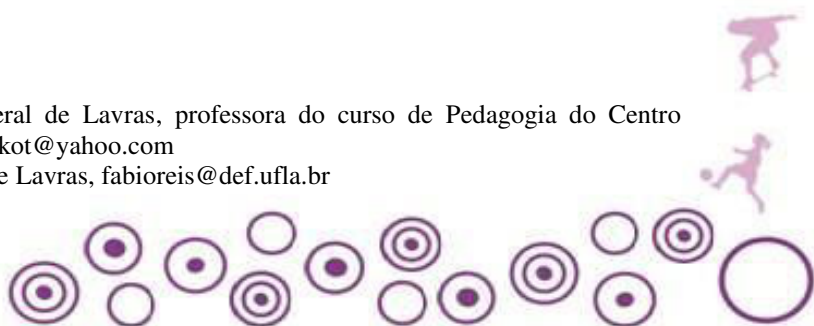 eral de Lavras, professora do curso de Pedagogia do Centro
kot@yahoo.com
e Lavras, fabioreis@def.ufla.br